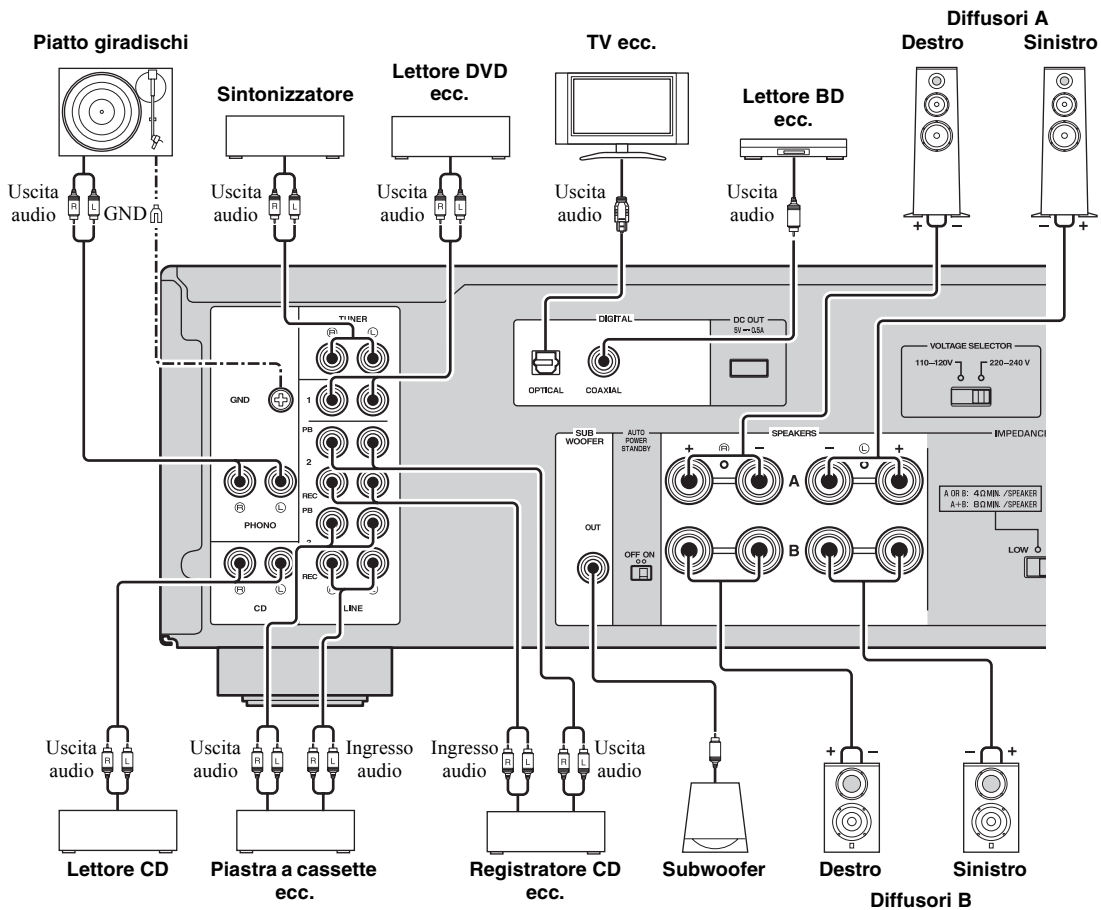 Diffusori A
Piatto giradischi
TV ecc.
Destro
Sinistro
Lettore DVD
ecc.
Sintonizzatore
Lettore BD
ecc.
Uscita
audio
R
L
GND
Uscita
audio
R
L
Uscita
audio
R
L
Uscita
audio
Uscita
audio
+
−
−
+
TUNER
R
L
DIGITAL
DC OUT
5V 0.5A
VOLTAGE SELECTOR
110–120V
220–240 V
OPTICAL
COAXIAL
GND
1
PB
2
REC
PB
3
REC
R
L
PHONO
R
L
CD
R
L
LINE
SUB
WOOFER
OUT
AUTO
POWER
STANDBY
OFF ON
SPEAKERS
+
R
−
−
L
+
A
B
IMPEDANCE
A OR B: 4ΩMIN. /SPEAKER
A+B: 8ΩMIN. /SPEAKER
LOW
Uscita
audio
R
L
Uscita
audio
R
L
R
L
Ingresso
audio
Ingresso
audio
R
L
R
L
Uscita
audio
+
−
−
+
Lettore CD
Piastra a cassette
ecc.
Registratore CD
ecc.
Subwoofer
Destro
Sinistro
Diffusori B